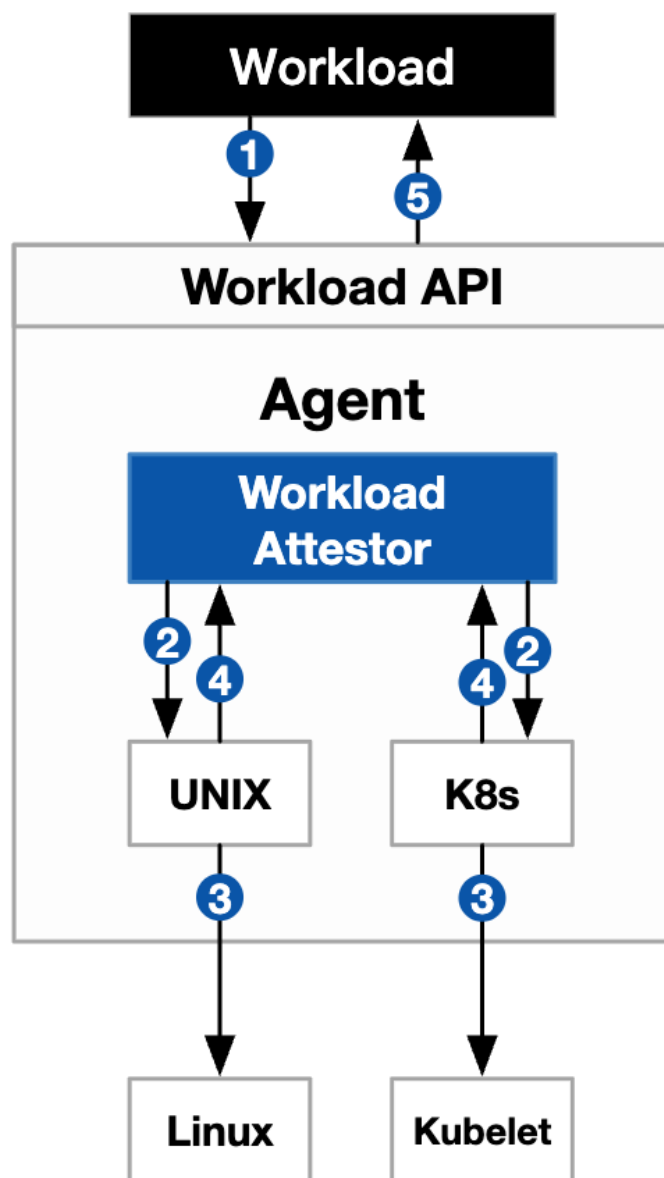 Workload
1
5
Workload API
Agent
Workload
Attestor
2
4
4
2
UNIX
K8s
3
3
Linux
Kubelet